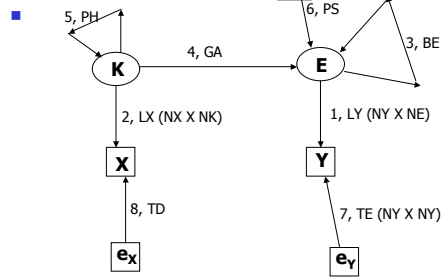 6, PS
5, PH
3, BE
4, GA
K
E
2, LX (NX X NK)
1, LY (NY X NE)
X
Y
8, TD
7, TE (NY X NY)
eX
eY